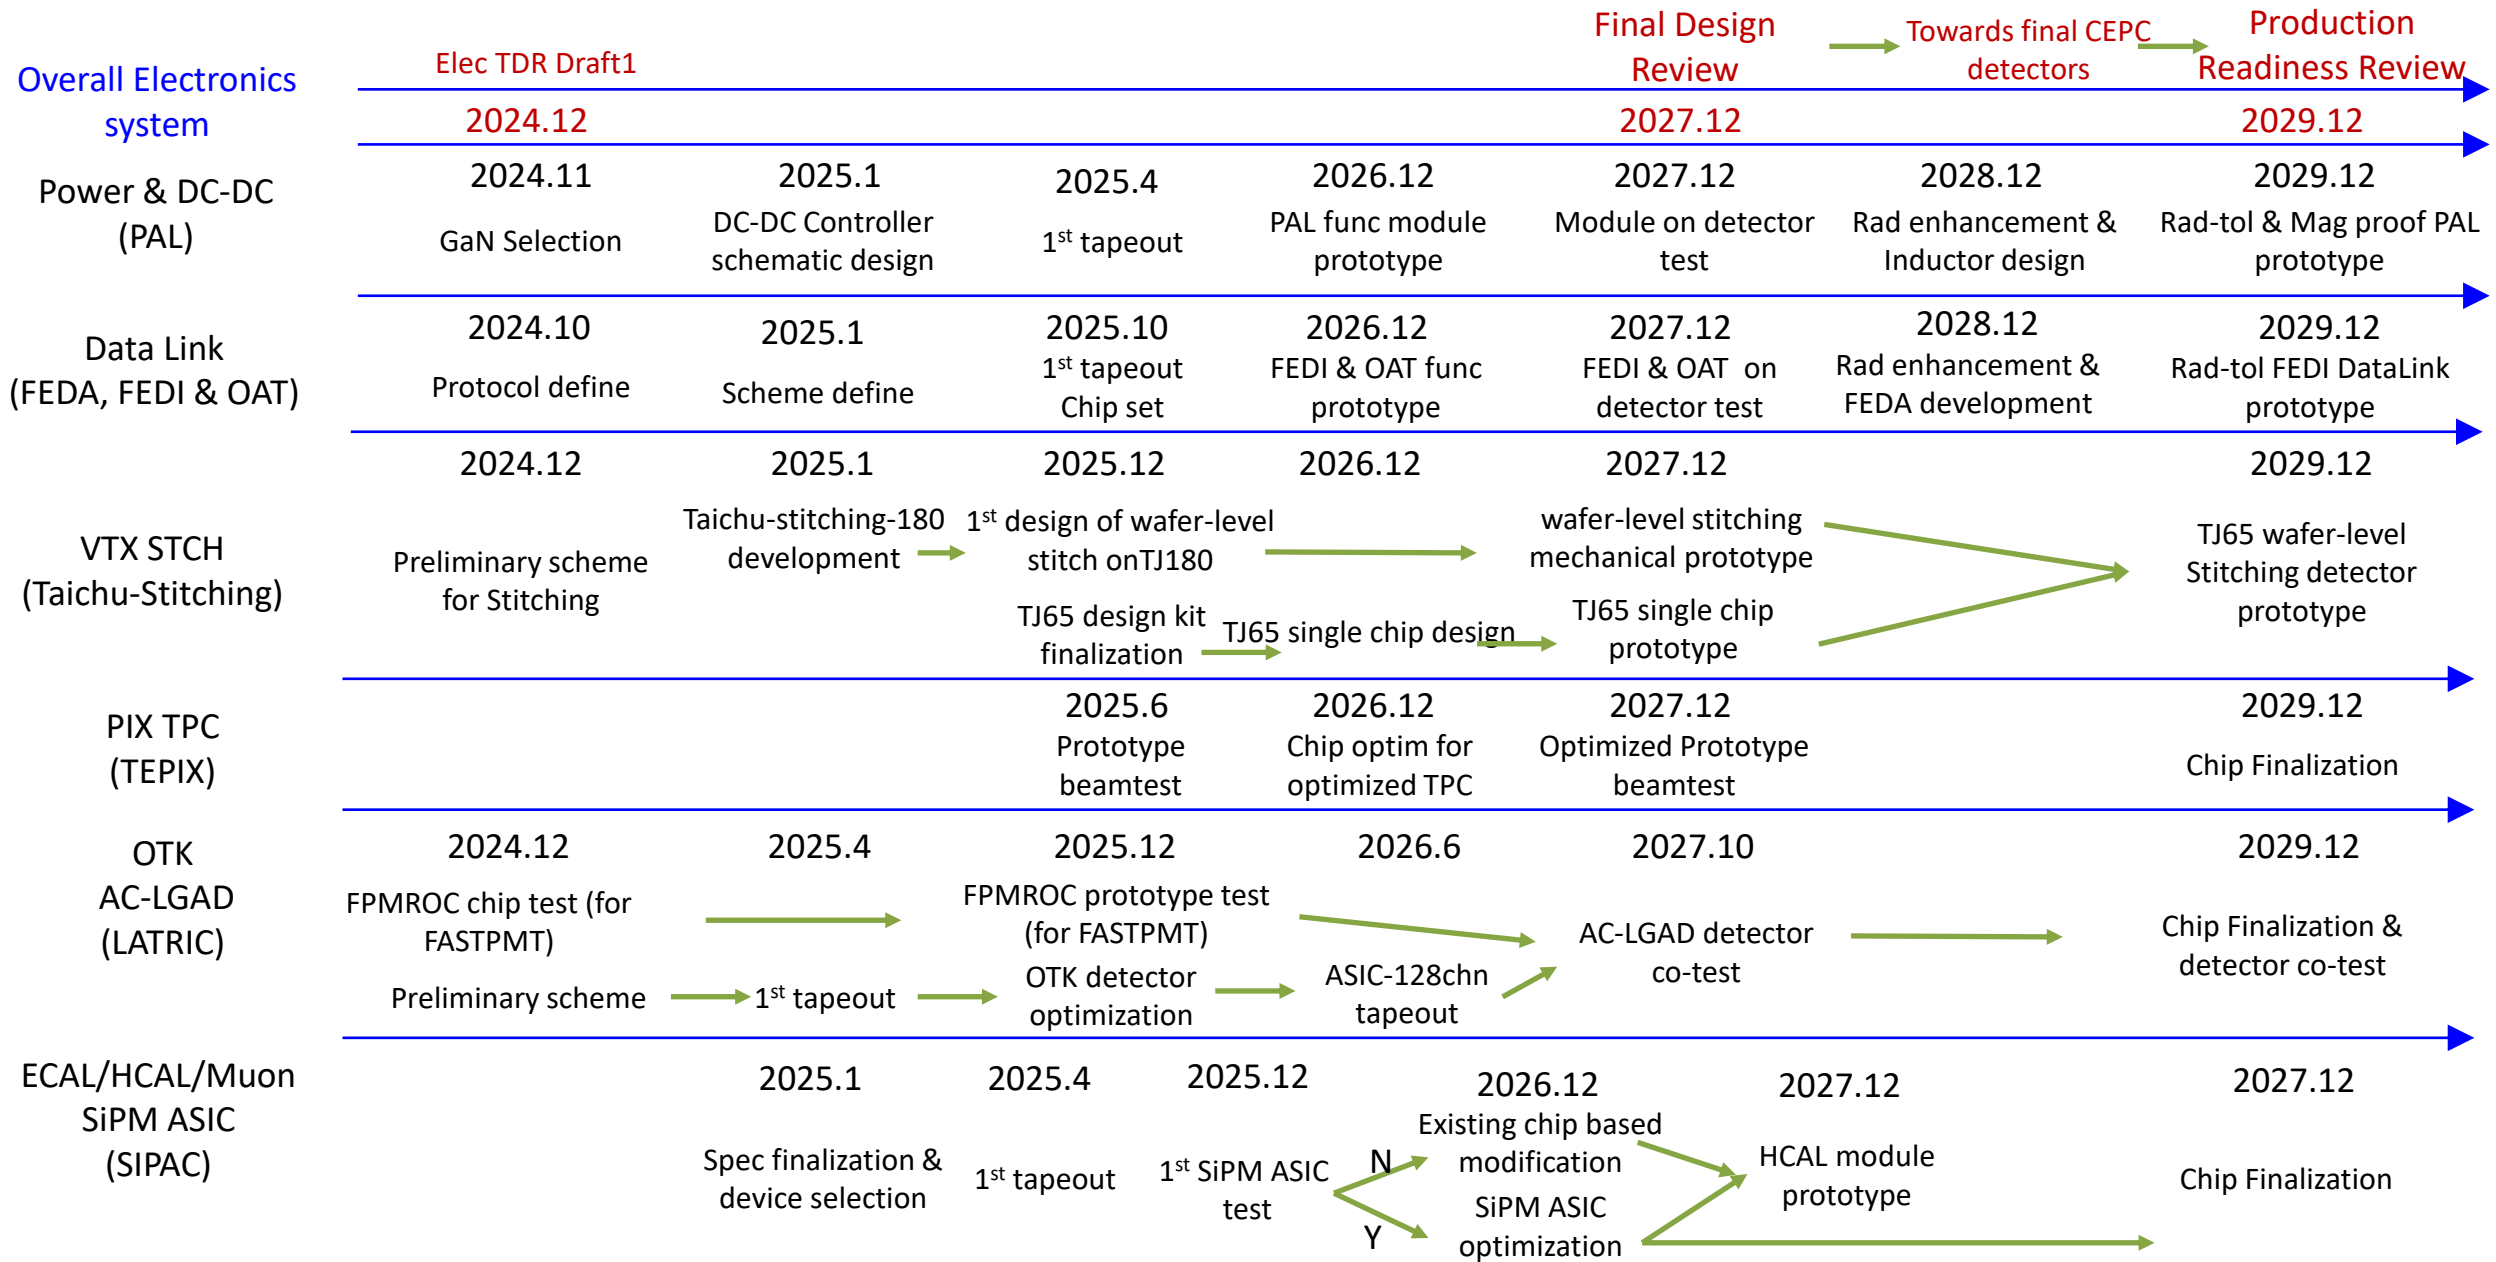 Overall Electronics
system
Elec TDR Draft1
Final Design
Review
Towards final CEPC
detectors
Production
Readiness Review
2024.12
2027.12
2029.12
Power & DC-DC
(PAL)
2024.11
2025.1
2025.4
2026.12
2027.12
2028.12
2029.12
GaN Selection
DC-DC Controller
schematic design
1st tapeout
PAL func module
prototype
Module on detector
test
Rad enhancement &
Inductor design
Rad-tol & Mag proof PAL
prototype
Data Link
(FEDA, FEDI & OAT)
2024.10
2025.1
2025.10
2026.12
2027.12
2028.12
2029.12
Protocol define
Scheme define
1st tapeout
Chip set
FEDI & OAT func
prototype
FEDI & OAT on
detector test
Rad enhancement &
FEDA development
Rad-tol FEDI DataLink
prototype
VTX STCH
(Taichu-Stitching)
2024.12
2025.1
2025.12
2026.12
2027.12
2029.12
Preliminary scheme
for Stitching
Taichu-stitching-180
development
1st design of wafer-level
stitch onTJ180
wafer-level stitching
mechanical prototype
TJ65 design kit
finalization
TJ65 single chip design
TJ65 single chip
prototype
TJ65 wafer-level
Stitching detector
prototype
PIX TPC
(TEPIX)
2025.6
2026.12
2027.12
2029.12
Prototype
beamtest
Chip optim for
optimized TPC
Optimized Prototype
beamtest
Chip Finalization
OTK
AC-LGAD
(LATRIC)
2024.12
2025.4
2025.12
2026.6
2027.10
2029.12
FPMROC chip test (for
FASTPMT)
FPMROC prototype test
(for FASTPMT)
Preliminary scheme
1st tapeout
OTK detector
optimization
ASIC-128chn
tapeout
AC-LGAD detector
co-test
Chip Finalization &
detector co-test
ECAL/HCAL/Muon
SiPM ASIC
(SIPAC)
2025.1
2025.4
2025.12
2026.12
2027.12
2027.12
Spec finalization &
device selection
1st tapeout
1st SiPM ASIC
test
N
Y
Existing chip based
modification
SiPM ASIC
optimization
HCAL module
prototype
Chip Finalization